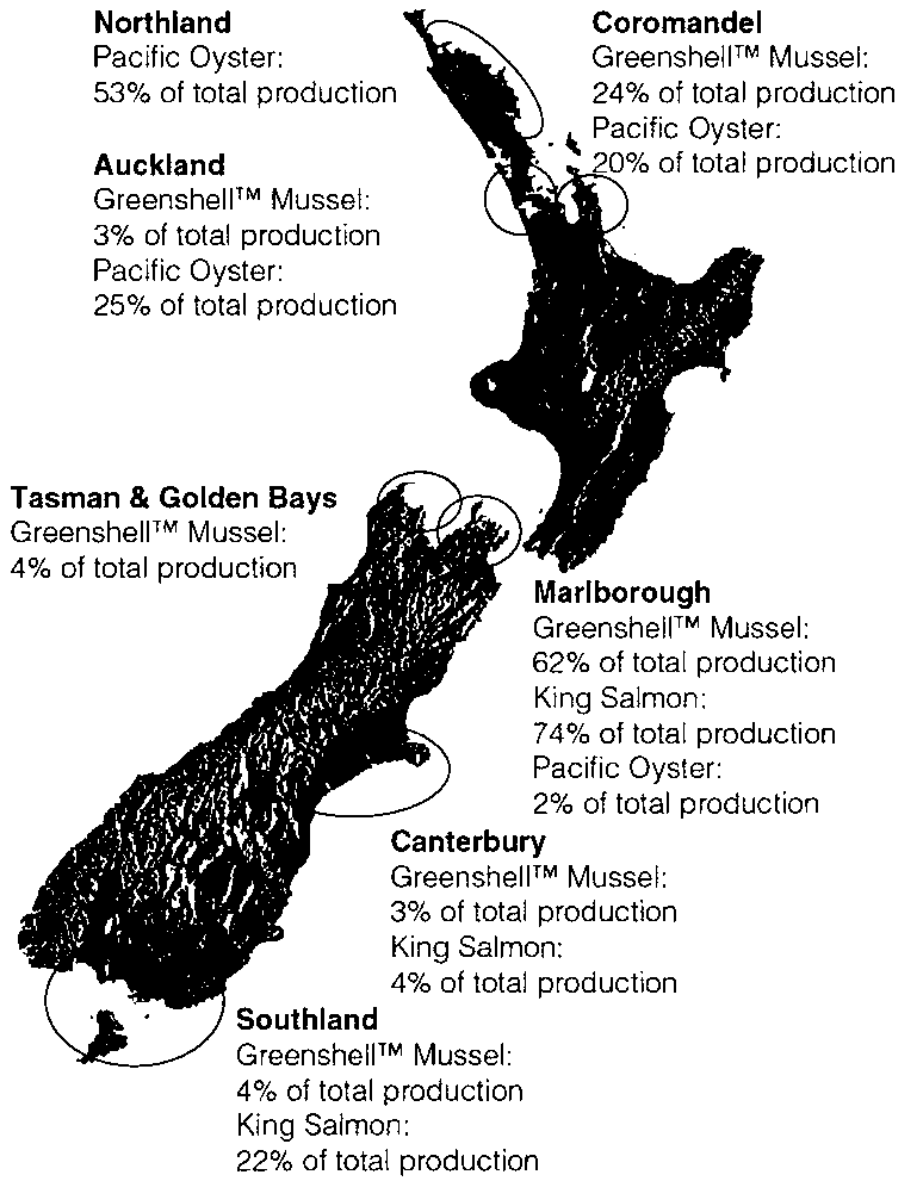 Northland
Pacific Oyster:
53% of total production
Coromandel
Greenshell™ Mussel:
24% of total production
Pacific Oyster:
20% of total production
Auckland
Greenshell™ Mussel:
3% of total production
Pacific Oyster:
25% of total production
Tasman & Golden Bays
Greenshell™ Mussel:
4% of total production
Marlborough
Greenshell™ Mussel:
62% of total production
King Salmon:
74% of total production
Pacific Oyster:
2% of total production
Canterbury
Greenshell™ Mussel:
3% of total production
King Salmon:
4% of total production
Southland
Greenshell™ Mussel:
4% of total production
King Salmon:
22% of total production